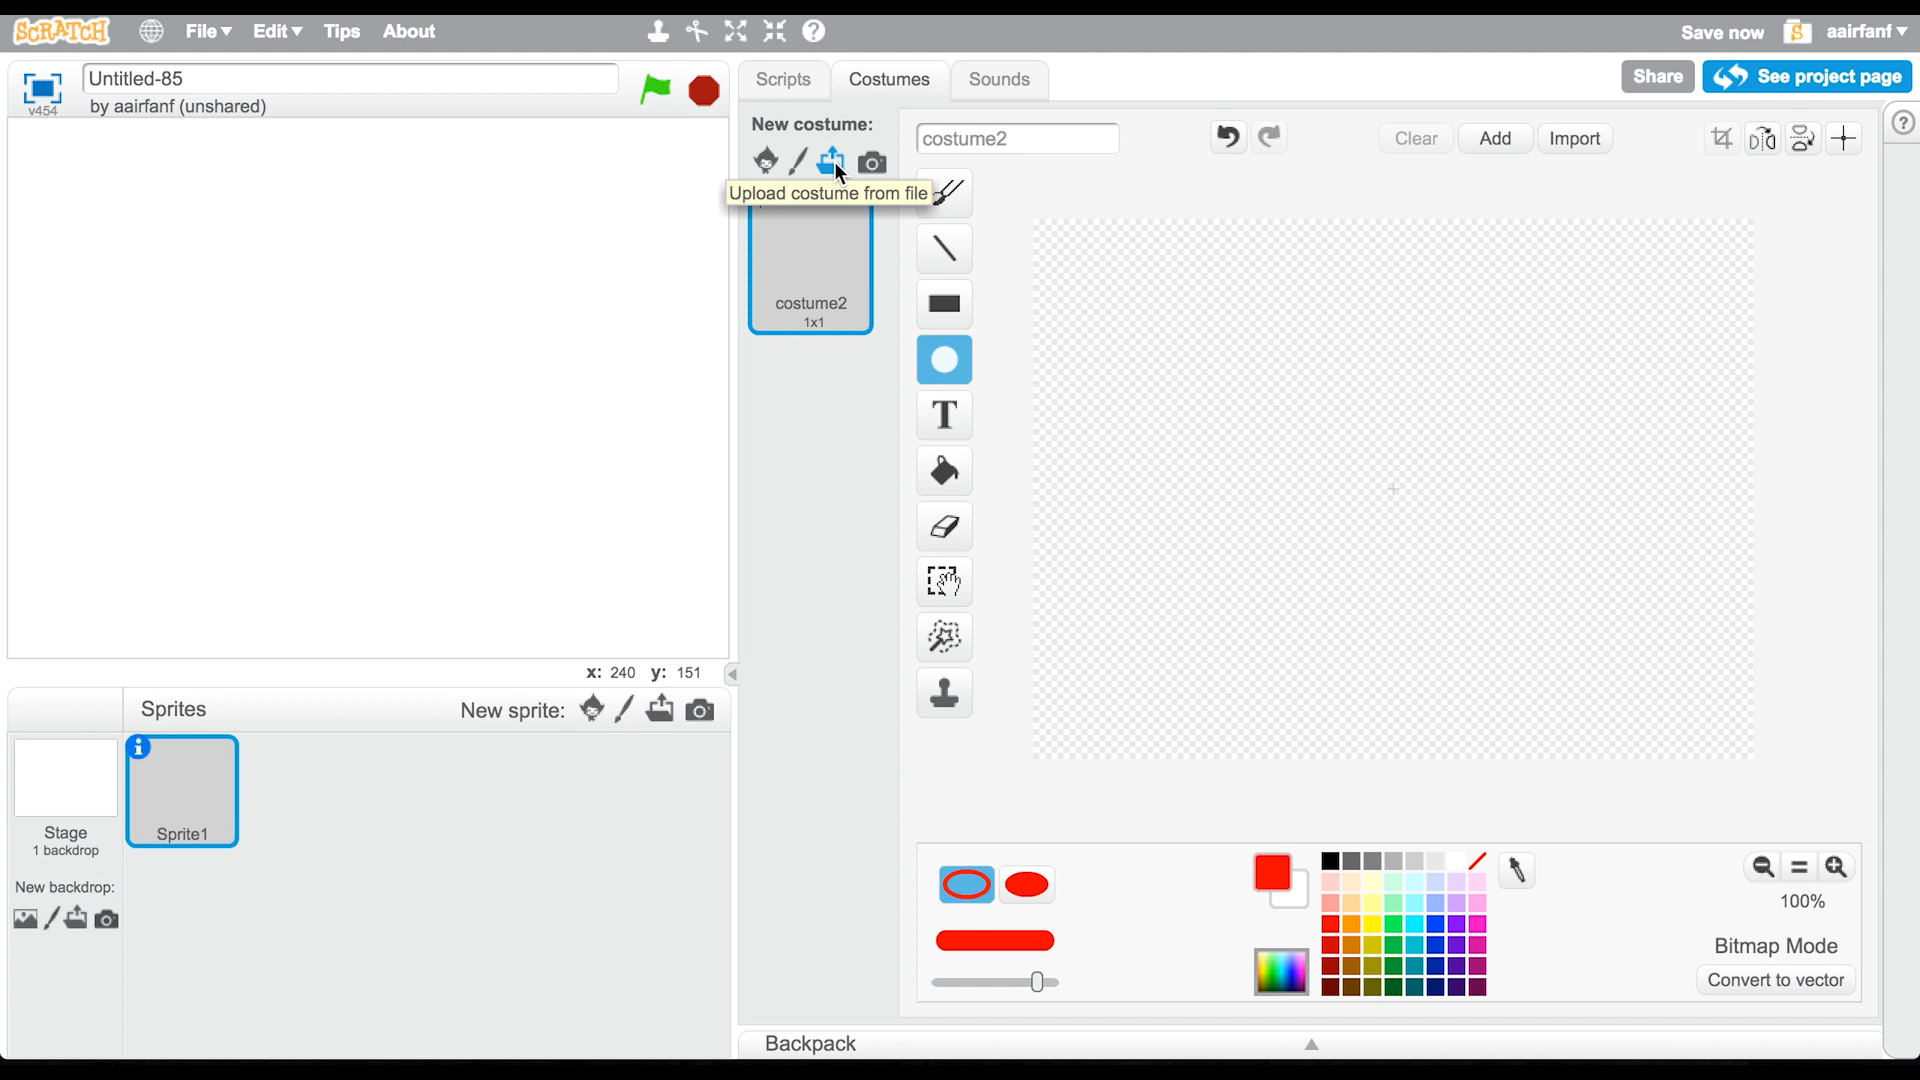 SCRATCH File Edit Tips About Save now aairfanf
Untitled-85
v454
by aairfanf (unshared)
Scripts Costumes Sounds
Share See project page
New costume:
costume2
Clear Add Import
Upload costume from file
costume2
1x1
T
x: 240 y: 151
Sprites New sprite:
Sprite1
Stage
1 backdrop
New backdrop:
100%
Bitmap Mode
Convert to vector
Backpack